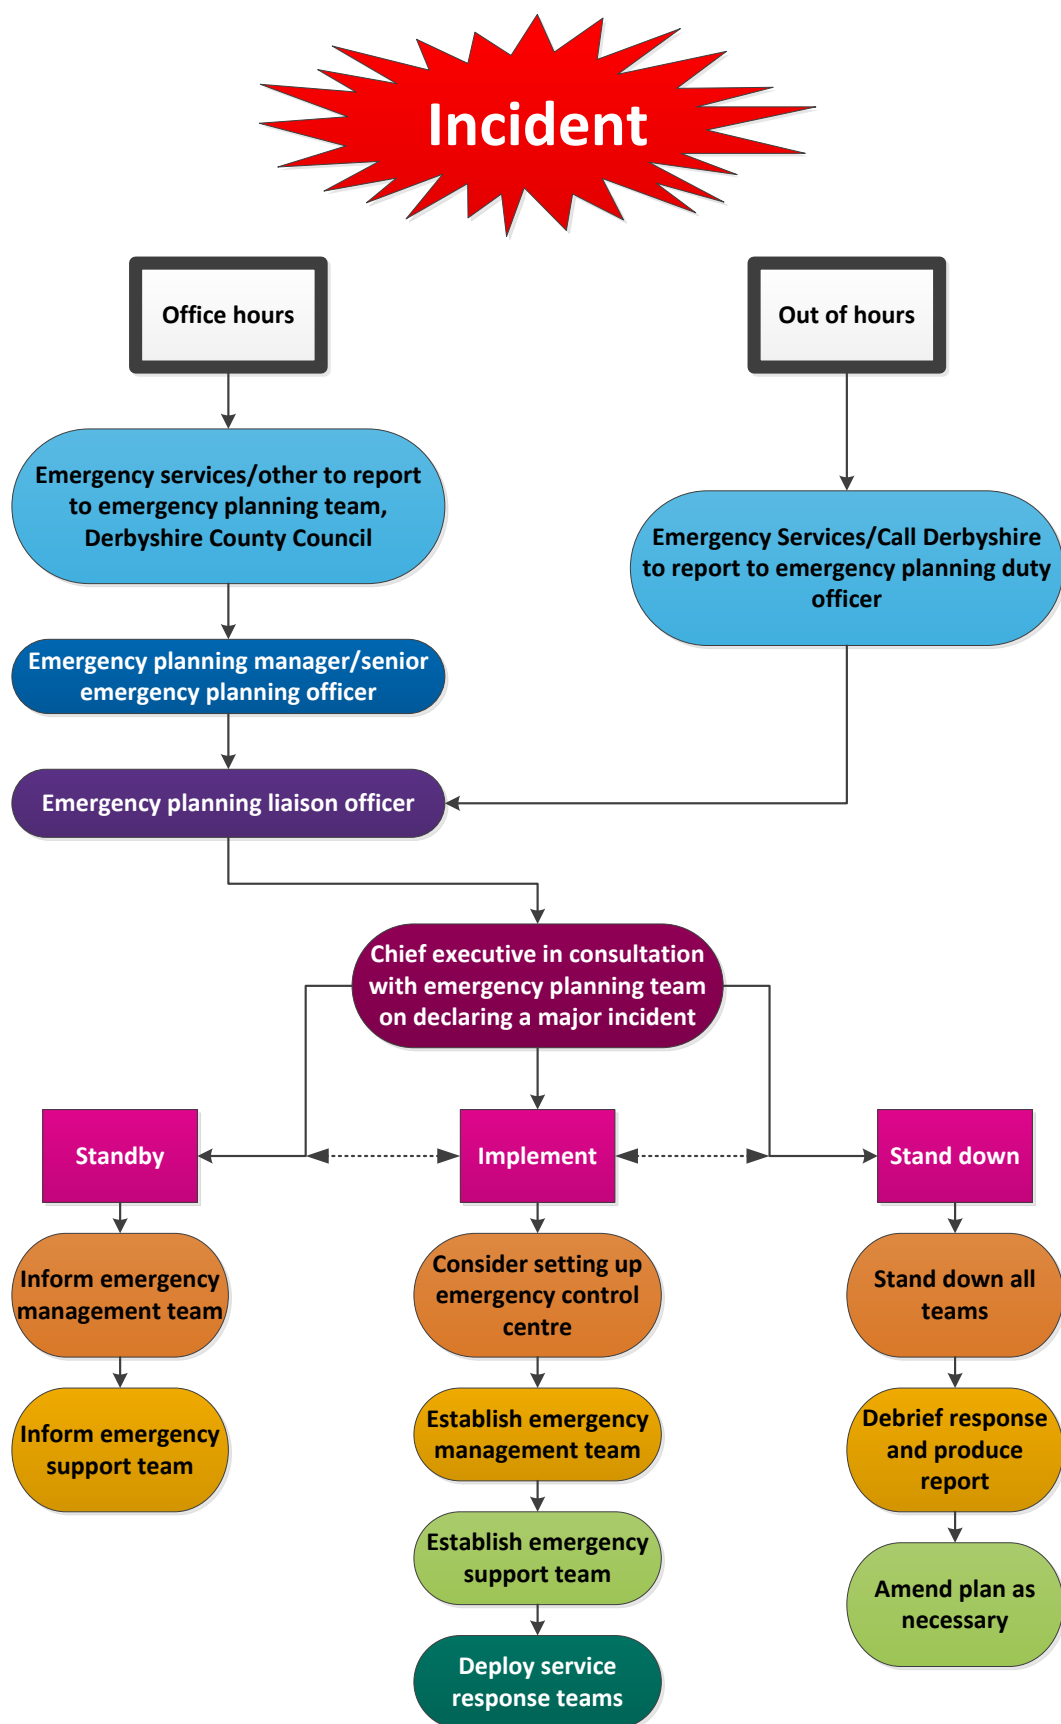 Incident
Office hours
Out of hours
Emergency services/other to report
to emergency planning team,
Derbyshire County Council
Emergency Services/Call Derbyshire
to report to emergency planning duty
officer
Emergency planning manager/senior
emergency planning officer
Emergency planning liaison officer
Chief executive in consultation
with emergency planning team
on declaring a major incident
Standby
Implement
Stand down
Inform emergency
management team
Consider setting up
emergency control
centre
Stand down all
teams
Inform emergency
support team
Establish emergency
management team
Debrief response
and produce
report
Establish emergency
support team
Amend plan as
necessary
Deploy service
response teams